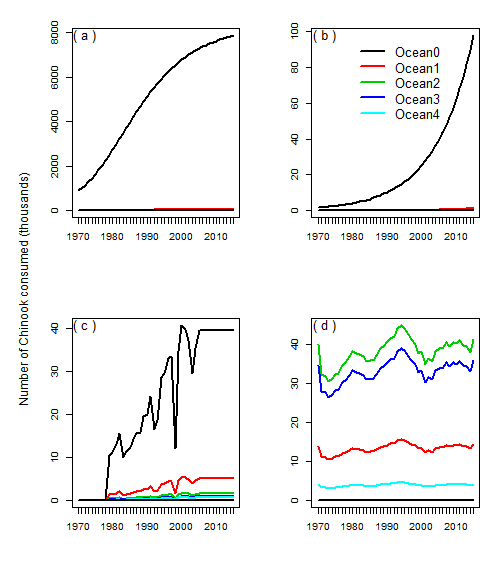 ( a )
( b )
Number of Chinook consumed (thousands)
0 2000 4000 6000 8000
1970 1980 1990 2000 2010
0 20 40 60 80 100
1970 1980 1990 2000 2010
Ocean0
Ocean1
Ocean2
Ocean3
Ocean4
( c )
( d )
0 10 20 30 40
1970 1980 1990 2000 2010
0 10 20 30 40
1970 1980 1990 2000 2010